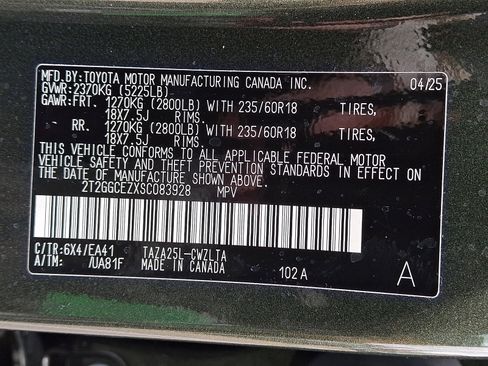 MFD.BY:TOYOTA MOTOR MANUFACTURING CANADA INC. 04/25
GVWR:2370KG (5225LB)
GAWR:FRT. 1270KG (2800LB) WITH 235/60R18 TIRES,
18X7.5J RIMS.
RR. 1270KG (2800LB) WITH 235/60R18 TIRES,
18X7.5J RIMS.
THIS VEHICLE CONFORMS TO ALL APPLICABLE FEDERAL MOTOR
VEHICLE SAFETY AND THEFT PREVENTION STANDARDS IN EFFECT ON
THE DATE OF MANUFACTURE SHOWN ABOVE.
2T2GGCEZXSC083928 MPV
C/TR:6X4/EA41 TAZA25L-CWZLTA
A/TM: /UA81F MADE IN CANADA 102A A